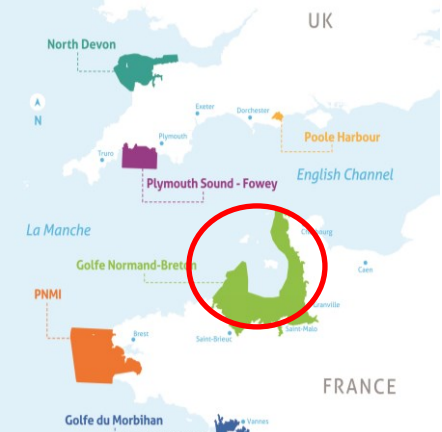 UK
North Devon
N
Exeter
Dorchester
Plymouth
Poole Harbour
Truro
English Channel
Plymouth Sound - Fowey
La Manche
Golfe Normand-Breton
Caen
PNMI
Granville
Brest
Saint-Malo
Saint-Brieuc
FRANCE
Golfe du Morbihan
Vannes